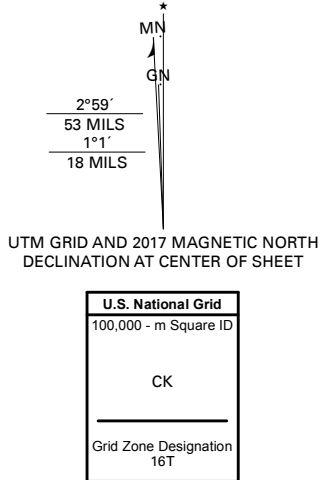 MN
GN
2°59´
53 MILS
1°1´
18 MILS
UTM GRID AND 2017 MAGNETIC NORTH
DECLINATION AT CENTER OF SHEET
U.S. National Grid
100,000 - m Square ID
CK
Grid Zone Designation
16T